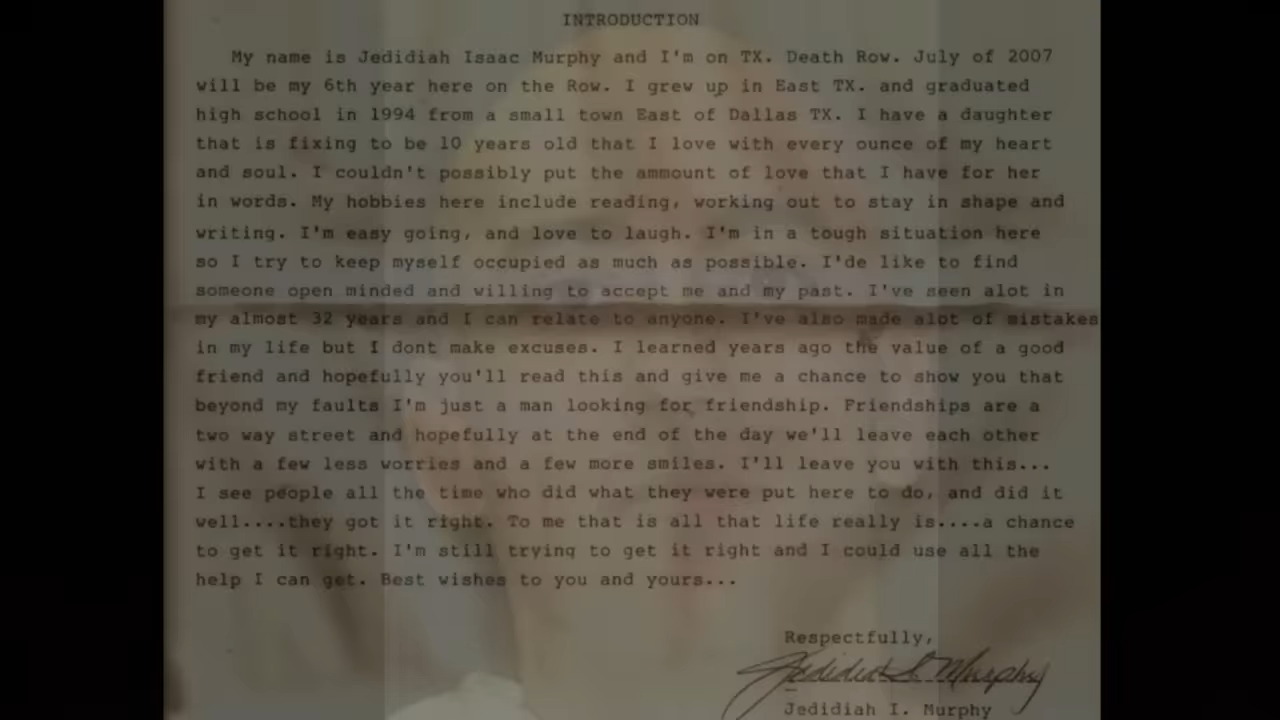 INTRODUCTION
My name is Jedidiah Isaac Murphy and I'm on TX. Death Row. July of 2007
will be my 6th year here on the Row. I grew up in East TX. and graduated
high school in 1994 from a small town East of Dallas TX. I have a daughter
that is fixing to be 10 years old that I love with every ounce of my heart
and soul. I couldn't possibly put the ammount of love that I have for her
in words. My hobbies here include reading, working out to stay in shape and
writing. I'm easy going, and love to laugh. I'm in a tough situation here
so I try to keep myself occupied as much as possible. I'de like to find
someone open minded and willing to accept me and my past. I've seen alot in
my almost 32 years and I can relate to anyone. I've also made alot of mistakes
in my life but I dont make excuses. I learned years ago the value of a good
friend and hopefully you'll read this and give me a chance to show you that
beyond my faults I'm just a man looking for friendship. Friendships are a
two way street and hopefully at the end of the day we'll leave each other
with a few less worries and a few more smiles. I'll leave you with this...
I see people all the time who did what they were put here to do, and did it
well....they got it right. To me that is all that life really is....a chance
to get it right. I'm still trying to get it right and I could use all the
help I can get. Best wishes to you and yours...
Respectfully,
Jedidiah I. Murphy
Jedidiah I. Murphy